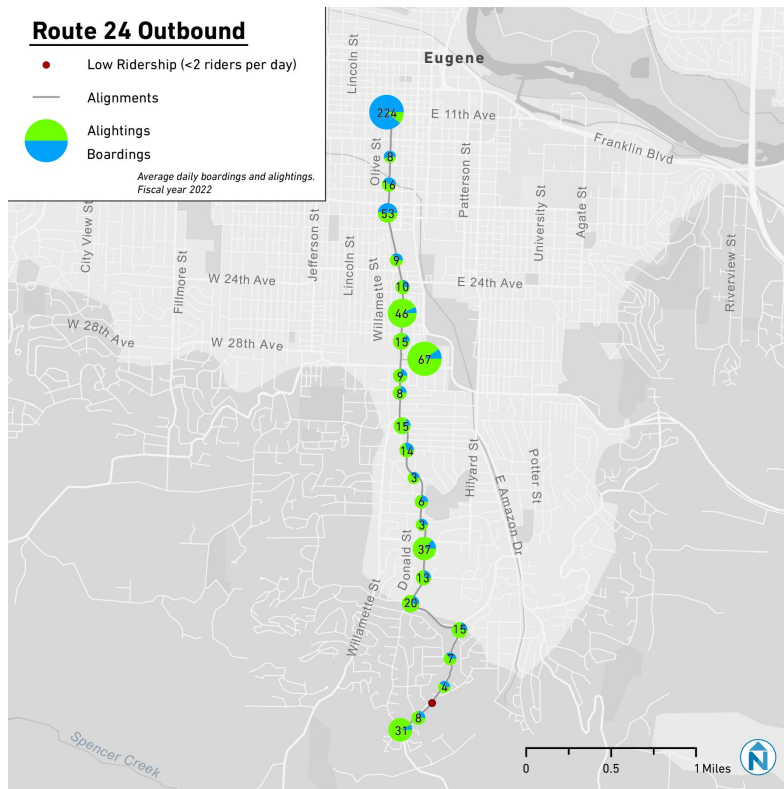 Route 24 Outbound
Low Ridership (<2 riders per day)
Alignments
Alightings
Boardings
Average daily boardings and alightings.
Fiscal year 2022
Eugene
Lincoln St
E 11th Ave
Franklin Blvd
Olive St
Patterson St
University St
Agate St
City View St
Fillmore St
Jefferson St
Lincoln St
Willamette St
Riverview St
W 24th Ave
E 24th Ave
W 28th Ave
W 28th Ave
Hilyard St
Potter St
E Amazon Dr
Donald St
Willamette St
Spencer Creek
224
8
16
53
9
10
46
15
67
9
8
15
14
3
6
3
37
13
20
15
7
4
8
31
0 0.5 1 Miles
N